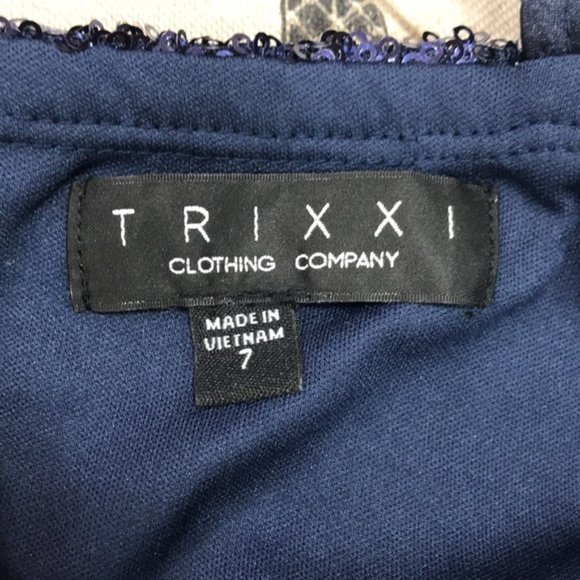 TRIXXI
CLOTHING COMPANY
MADE IN
VIETNAM
7